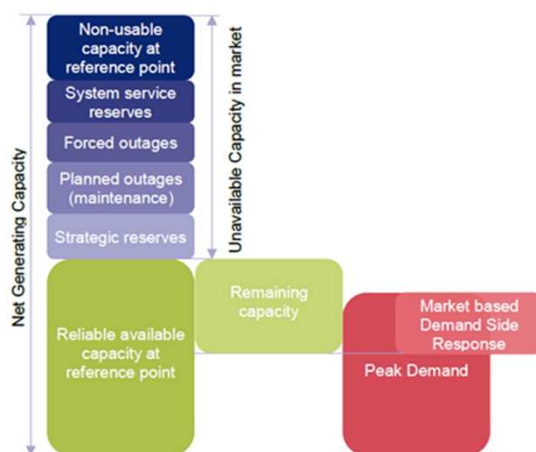 Non-usable
capacity at
reference point
System service
reserves
Forced outages
Planned outages
(maintenance)
Strategic reserves
Reliable available
capacity at
reference point
Net Generating Capacity
Unavailable Capacity in market
Remaining
capacity
Market based
Demand Side
Response
Peak Demand